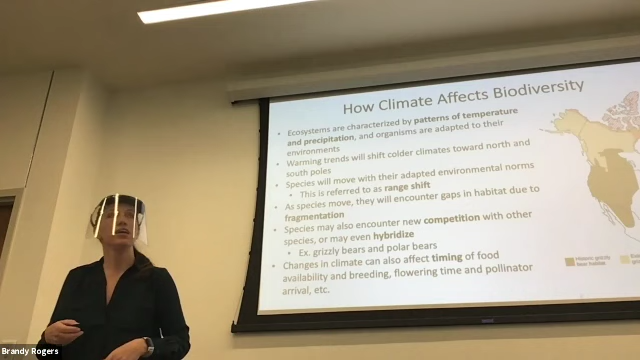 How Climate Affects Biodiversity
• Ecosystems are characterized by patterns of temperature
and precipitation, and organisms are adapted to their
environments
• Warming trends will shift colder climates toward north and
south poles
• Species will move with their adapted environmental norms
• This is referred to as range shift
• As species move, they will encounter gaps in habitat due to
fragmentation
• Species may also encounter new competition with other
species, or may even hybridize
• Ex. grizzly bears and polar bears
• Changes in climate can also affect timing of food
availability and breeding, flowering time and pollinator
arrival, etc.
Historic grizzly
bear habitat
Brandy Rogers